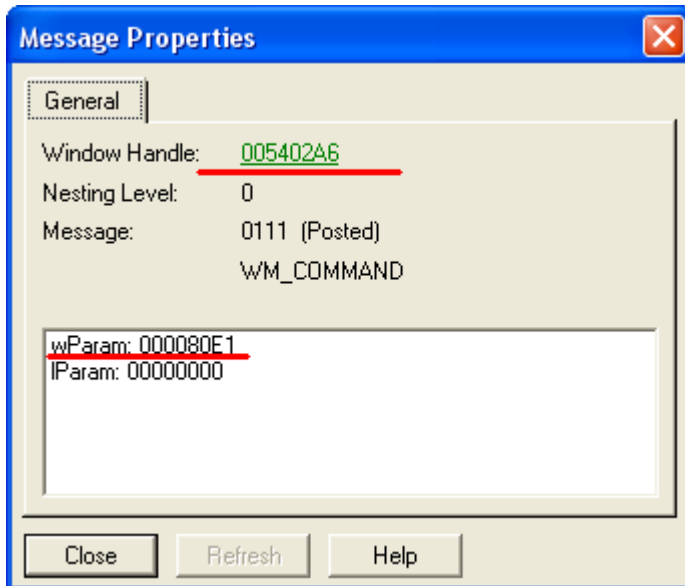 Message Properties
General
Window Handle: 005402A6
Nesting Level: 0
Message: 0111 (Posted)
WM_COMMAND
wParam: 000080E1
lParam: 00000000
Close Refresh Help